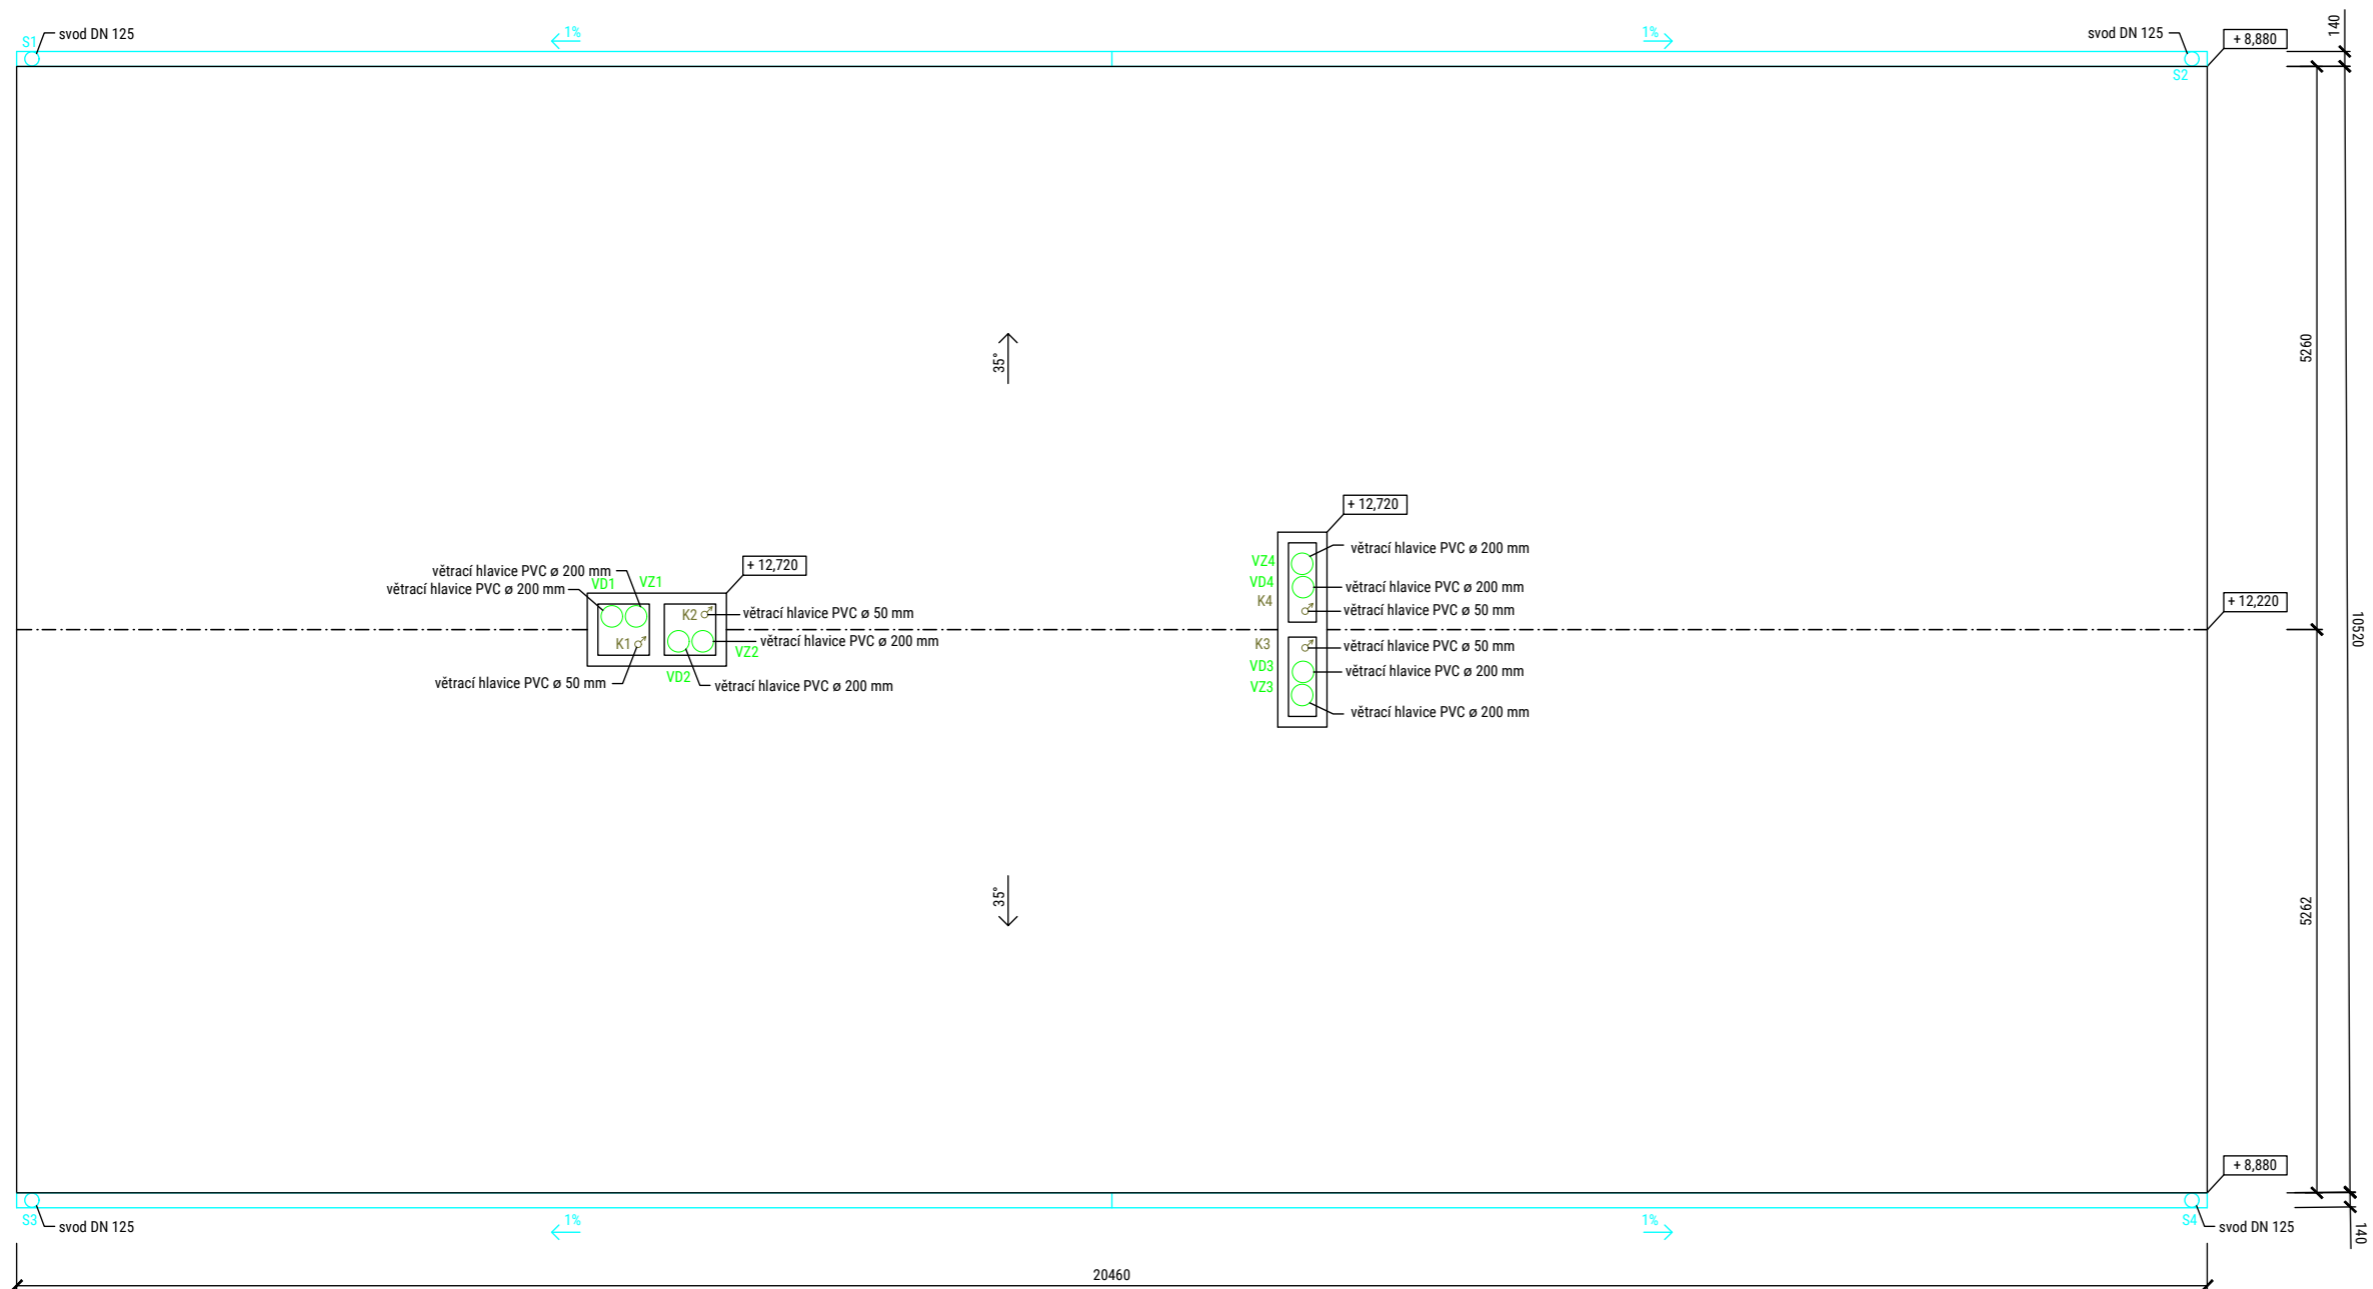 S1
svod DN 125
1%
1%
svod DN 125
S2
+ 8,880
140
35°
5260
+ 12,720
větrací hlavice PVC ø 200 mm
VZ4
větrací hlavice PVC ø 200 mm
VD4
K4
větrací hlavice PVC ø 50 mm
+ 12,720
větrací hlavice PVC ø 200 mm
větrací hlavice PVC ø 200 mm
VD1
VZ1
K2
větrací hlavice PVC ø 50 mm
K1
větrací hlavice PVC ø 200 mm
VZ2
VD2
větrací hlavice PVC ø 50 mm
větrací hlavice PVC ø 200 mm
K3
větrací hlavice PVC ø 50 mm
VD3
větrací hlavice PVC ø 200 mm
VZ3
větrací hlavice PVC ø 200 mm
+ 12,220
10520
35°
5262
+ 8,880
S3
svod DN 125
1%
1%
S4
svod DN 125
140
20460